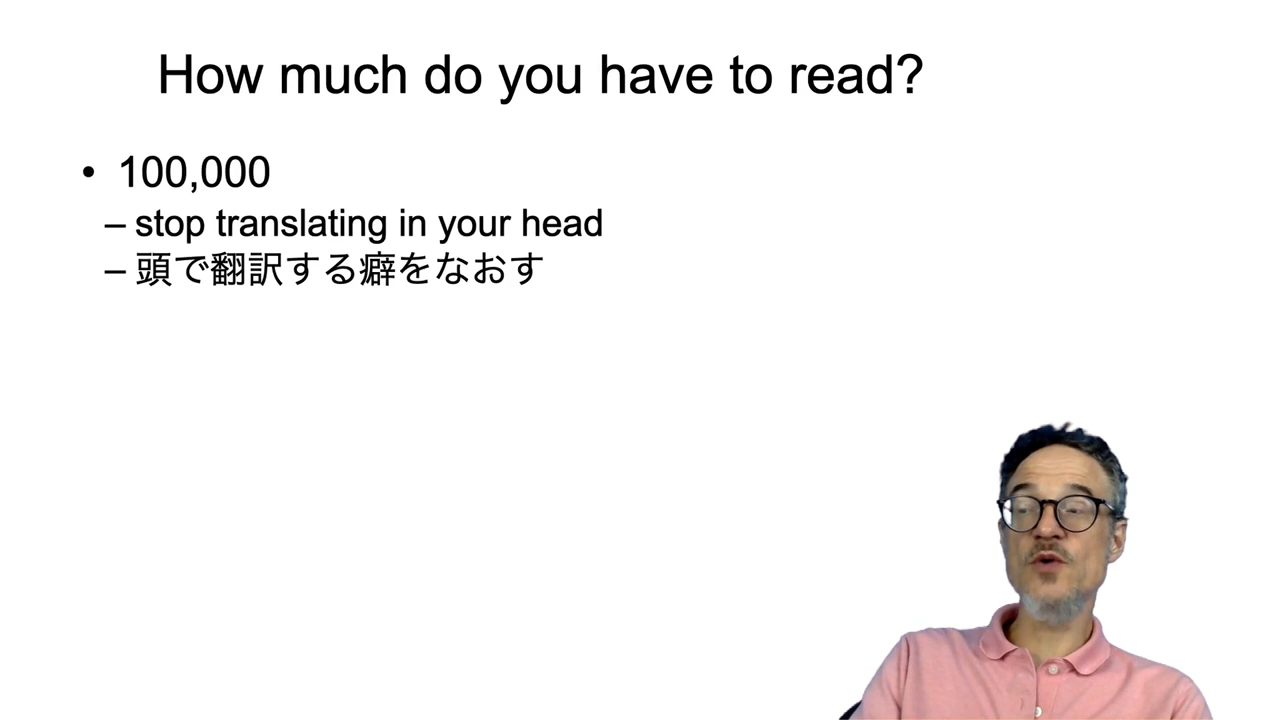 How much do you have to read?
• 100,000
– stop translating in your head
– 頭で翻訳する癖をなおす